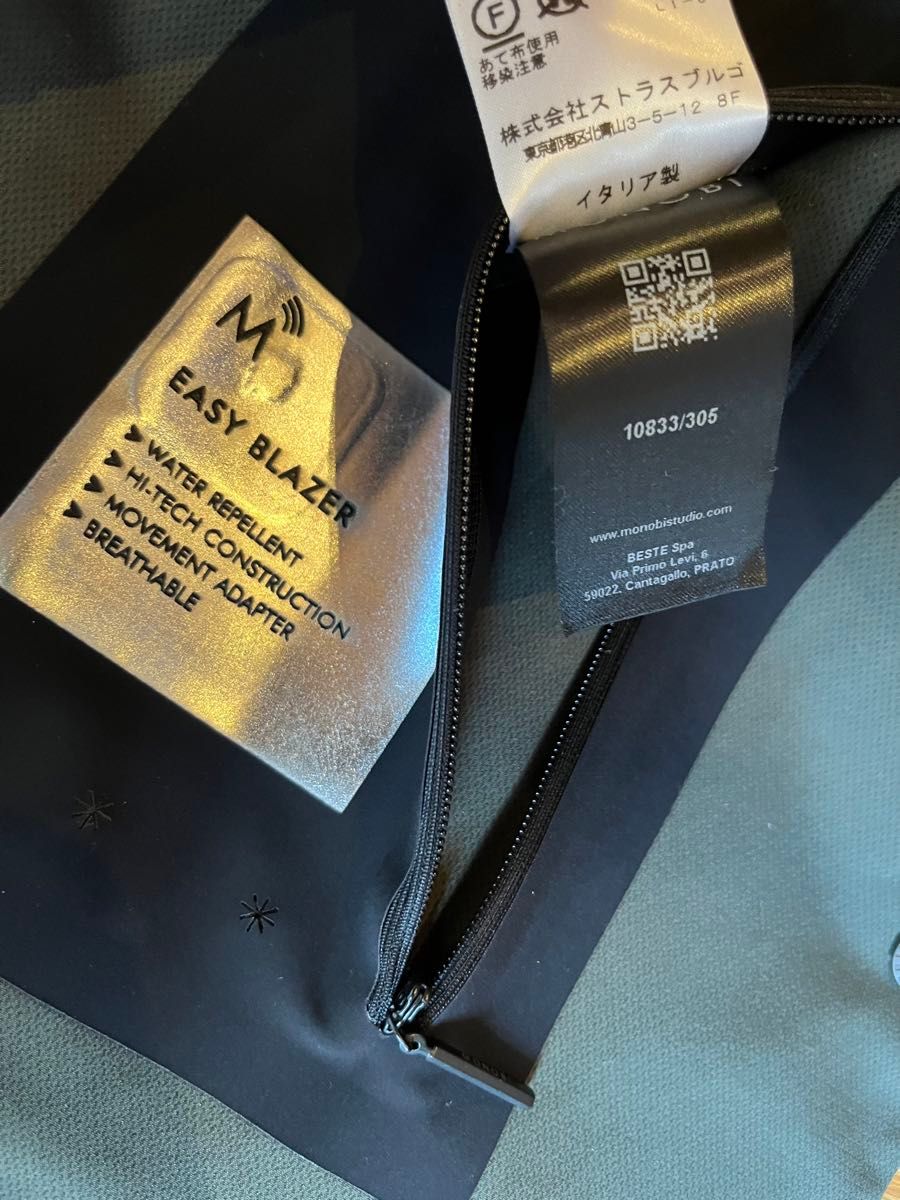 F
あて布使用
移染注意
株式会社ストラスブルゴ
東京都港区北青山3-5-12 8F
イタリア製
M
EASY BLAZER
WATER REPELLENT
HI-TECH CONSTRUCTION
MOVEMENT ADAPTER
BREATHABLE
10833/305
www.monobistudio.com
BESTE Spa
Via Primo Levi, 6
59022, Cantagallo, PRATO